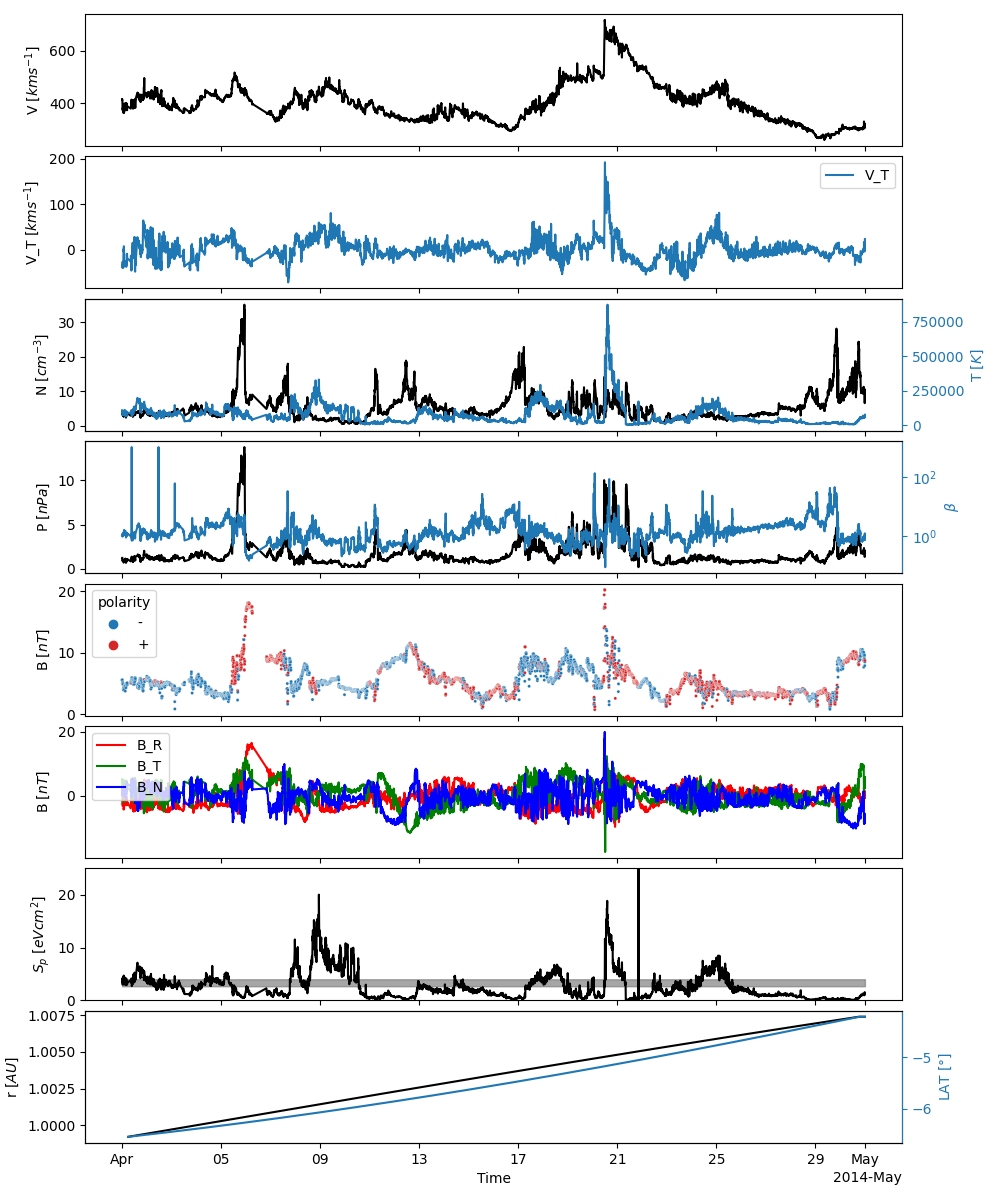 V [kms⁻¹]
600
400
V_T [kms⁻¹]
200
100
0
V_T
N [cm⁻³]
30
20
10
0
750000
500000
250000
0
T [K]
P [nPa]
10
5
0
10²
10⁰
β
B [nT]
20
10
0
polarity
-
+
B [nT]
20
0
B_R
B_T
B_N
Sₚ [eVcm²]
20
10
0
r [AU]
1.0075
1.0050
1.0025
1.0000
−5
−6
LAT [°]
Apr 05 09 13 17 21 25 29 May
Time
2014-May